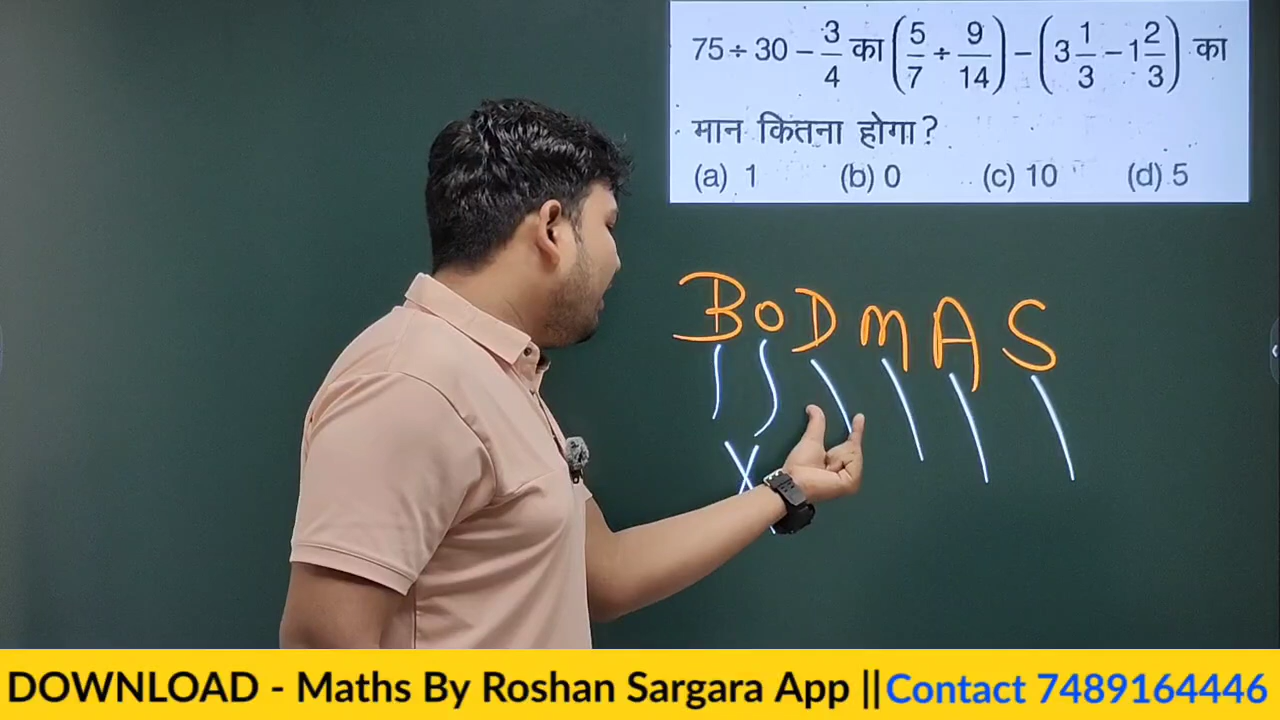 75 ÷ 30 − 3/4 का (5/7 ÷ 9/14) − (3 1/3 − 1 2/3) का
मान कितना होगा?
(a) 1 (b) 0 (c) 10 (d) 5
BODMAS
X
DOWNLOAD - Maths By Roshan Sargara App || Contact 7489164446